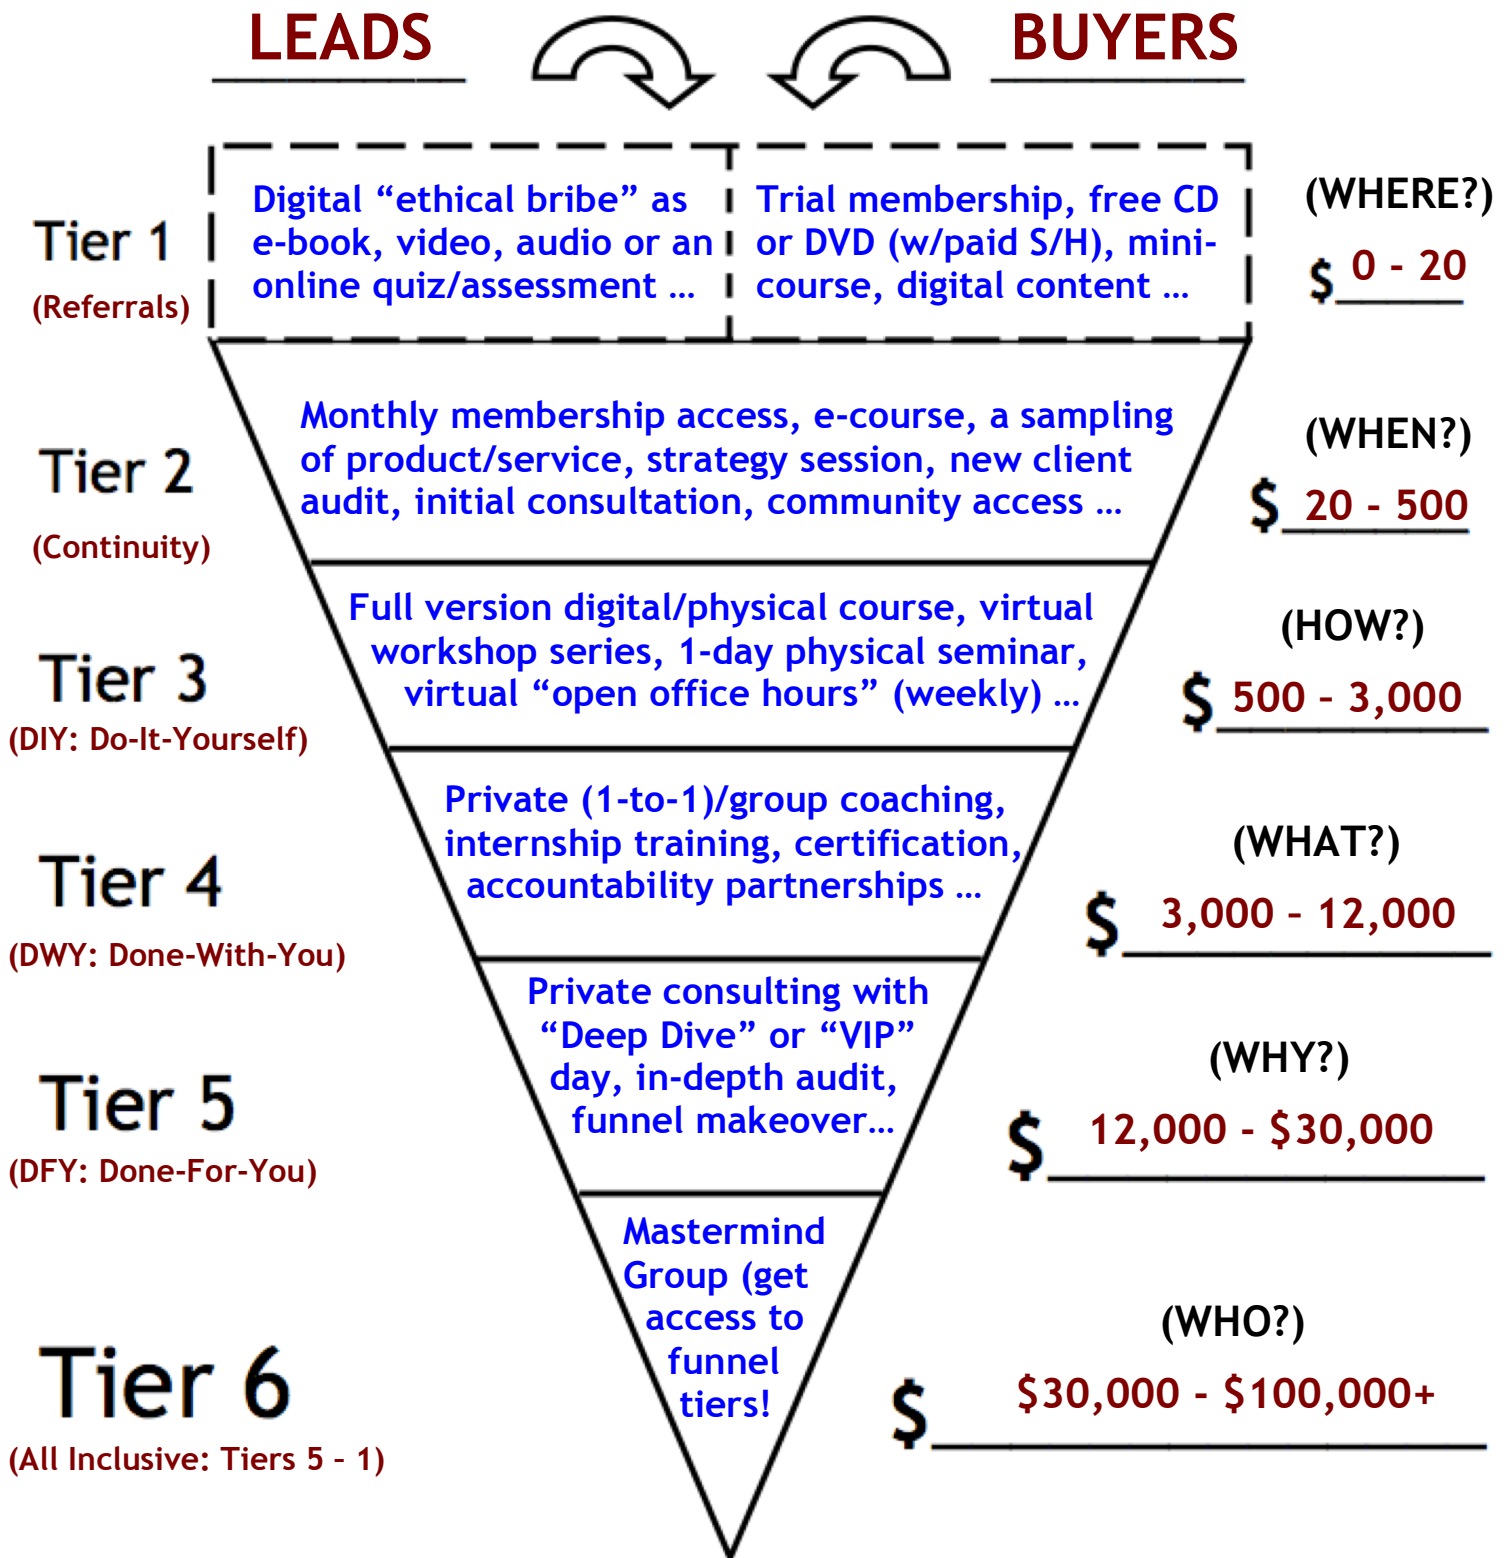 LEADS
BUYERS
Tier 1
(Referrals)
Digital “ethical bribe” as
e-book, video, audio or an
online quiz/assessment …
Trial membership, free CD
or DVD (w/paid S/H), mini-
course, digital content …
(WHERE?)
$ 0 - 20
Tier 2
(Continuity)
Monthly membership access, e-course, a sampling
of product/service, strategy session, new client
audit, initial consultation, community access …
(WHEN?)
$ 20 - 500
Tier 3
(DIY: Do-It-Yourself)
Full version digital/physical course, virtual
workshop series, 1-day physical seminar,
virtual “open office hours” (weekly) …
(HOW?)
$ 500 – 3,000
Tier 4
(DWY: Done-With-You)
Private (1-to-1)/group coaching,
internship training, certification,
accountability partnerships …
(WHAT?)
$ 3,000 – 12,000
Tier 5
(DFY: Done-For-You)
Private consulting with
“Deep Dive” or “VIP”
day, in-depth audit,
funnel makeover…
(WHY?)
$ 12,000 - $30,000
Tier 6
(All Inclusive: Tiers 5 – 1)
Mastermind
Group (get
access to
funnel
tiers!
(WHO?)
$ $30,000 - $100,000+